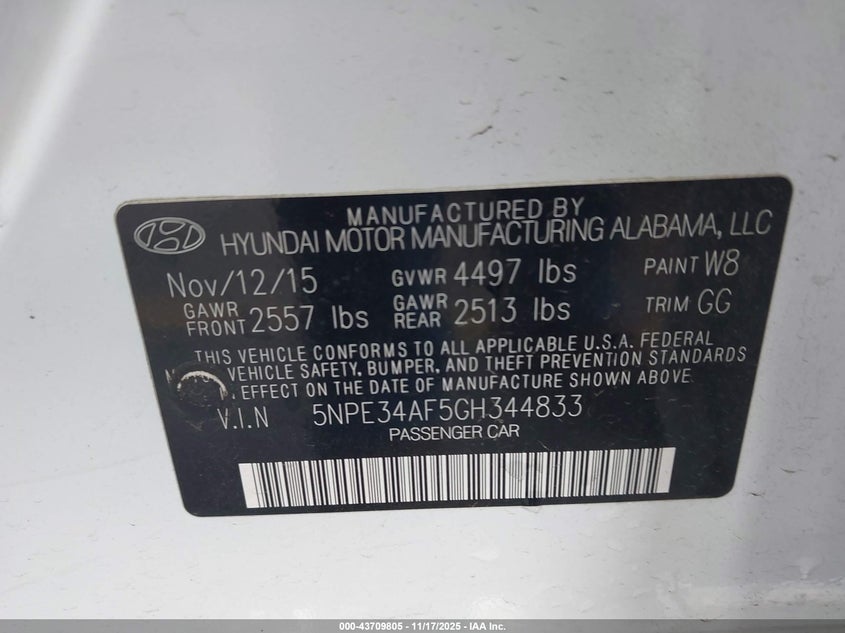 MANUFACTURED BY
HYUNDAI MOTOR MANUFACTURING ALABAMA, LLC
Nov/12/15 GVWR 4497 lbs PAINT W8
GAWR FRONT 2557 lbs GAWR REAR 2513 lbs TRIM GG
THIS VEHICLE CONFORMS TO ALL APPLICABLE U.S.A. FEDERAL
VEHICLE SAFETY, BUMPER, AND THEFT PREVENTION STANDARDS
EFFECT ON THE DATE OF MANUFACTURE SHOWN ABOVE
V.I.N 5NPE34AF5GH344833
PASSENGER CAR
000-43709805 - 11/17/2025 - IAA Inc.